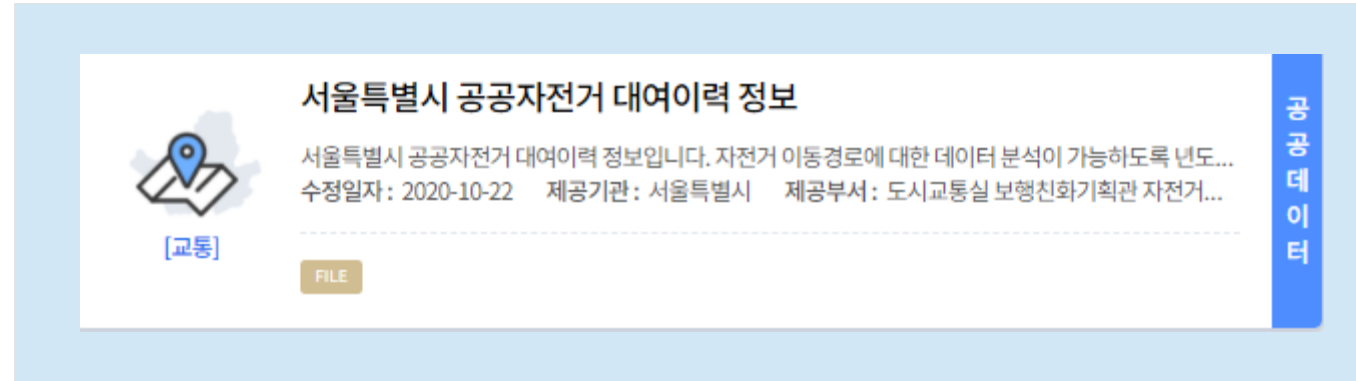 서울특별시 공공자전거 대여이력 정보
서울특별시 공공자전거 대여이력 정보입니다. 자전거 이동경로에 대한 데이터 분석이 가능하도록 년도...
수정일자 : 2020-10-22 제공기관 : 서울특별시 제공부서 : 도시교통실 보행친화기획관 자전거...
[교통]
FILE
공공데이터